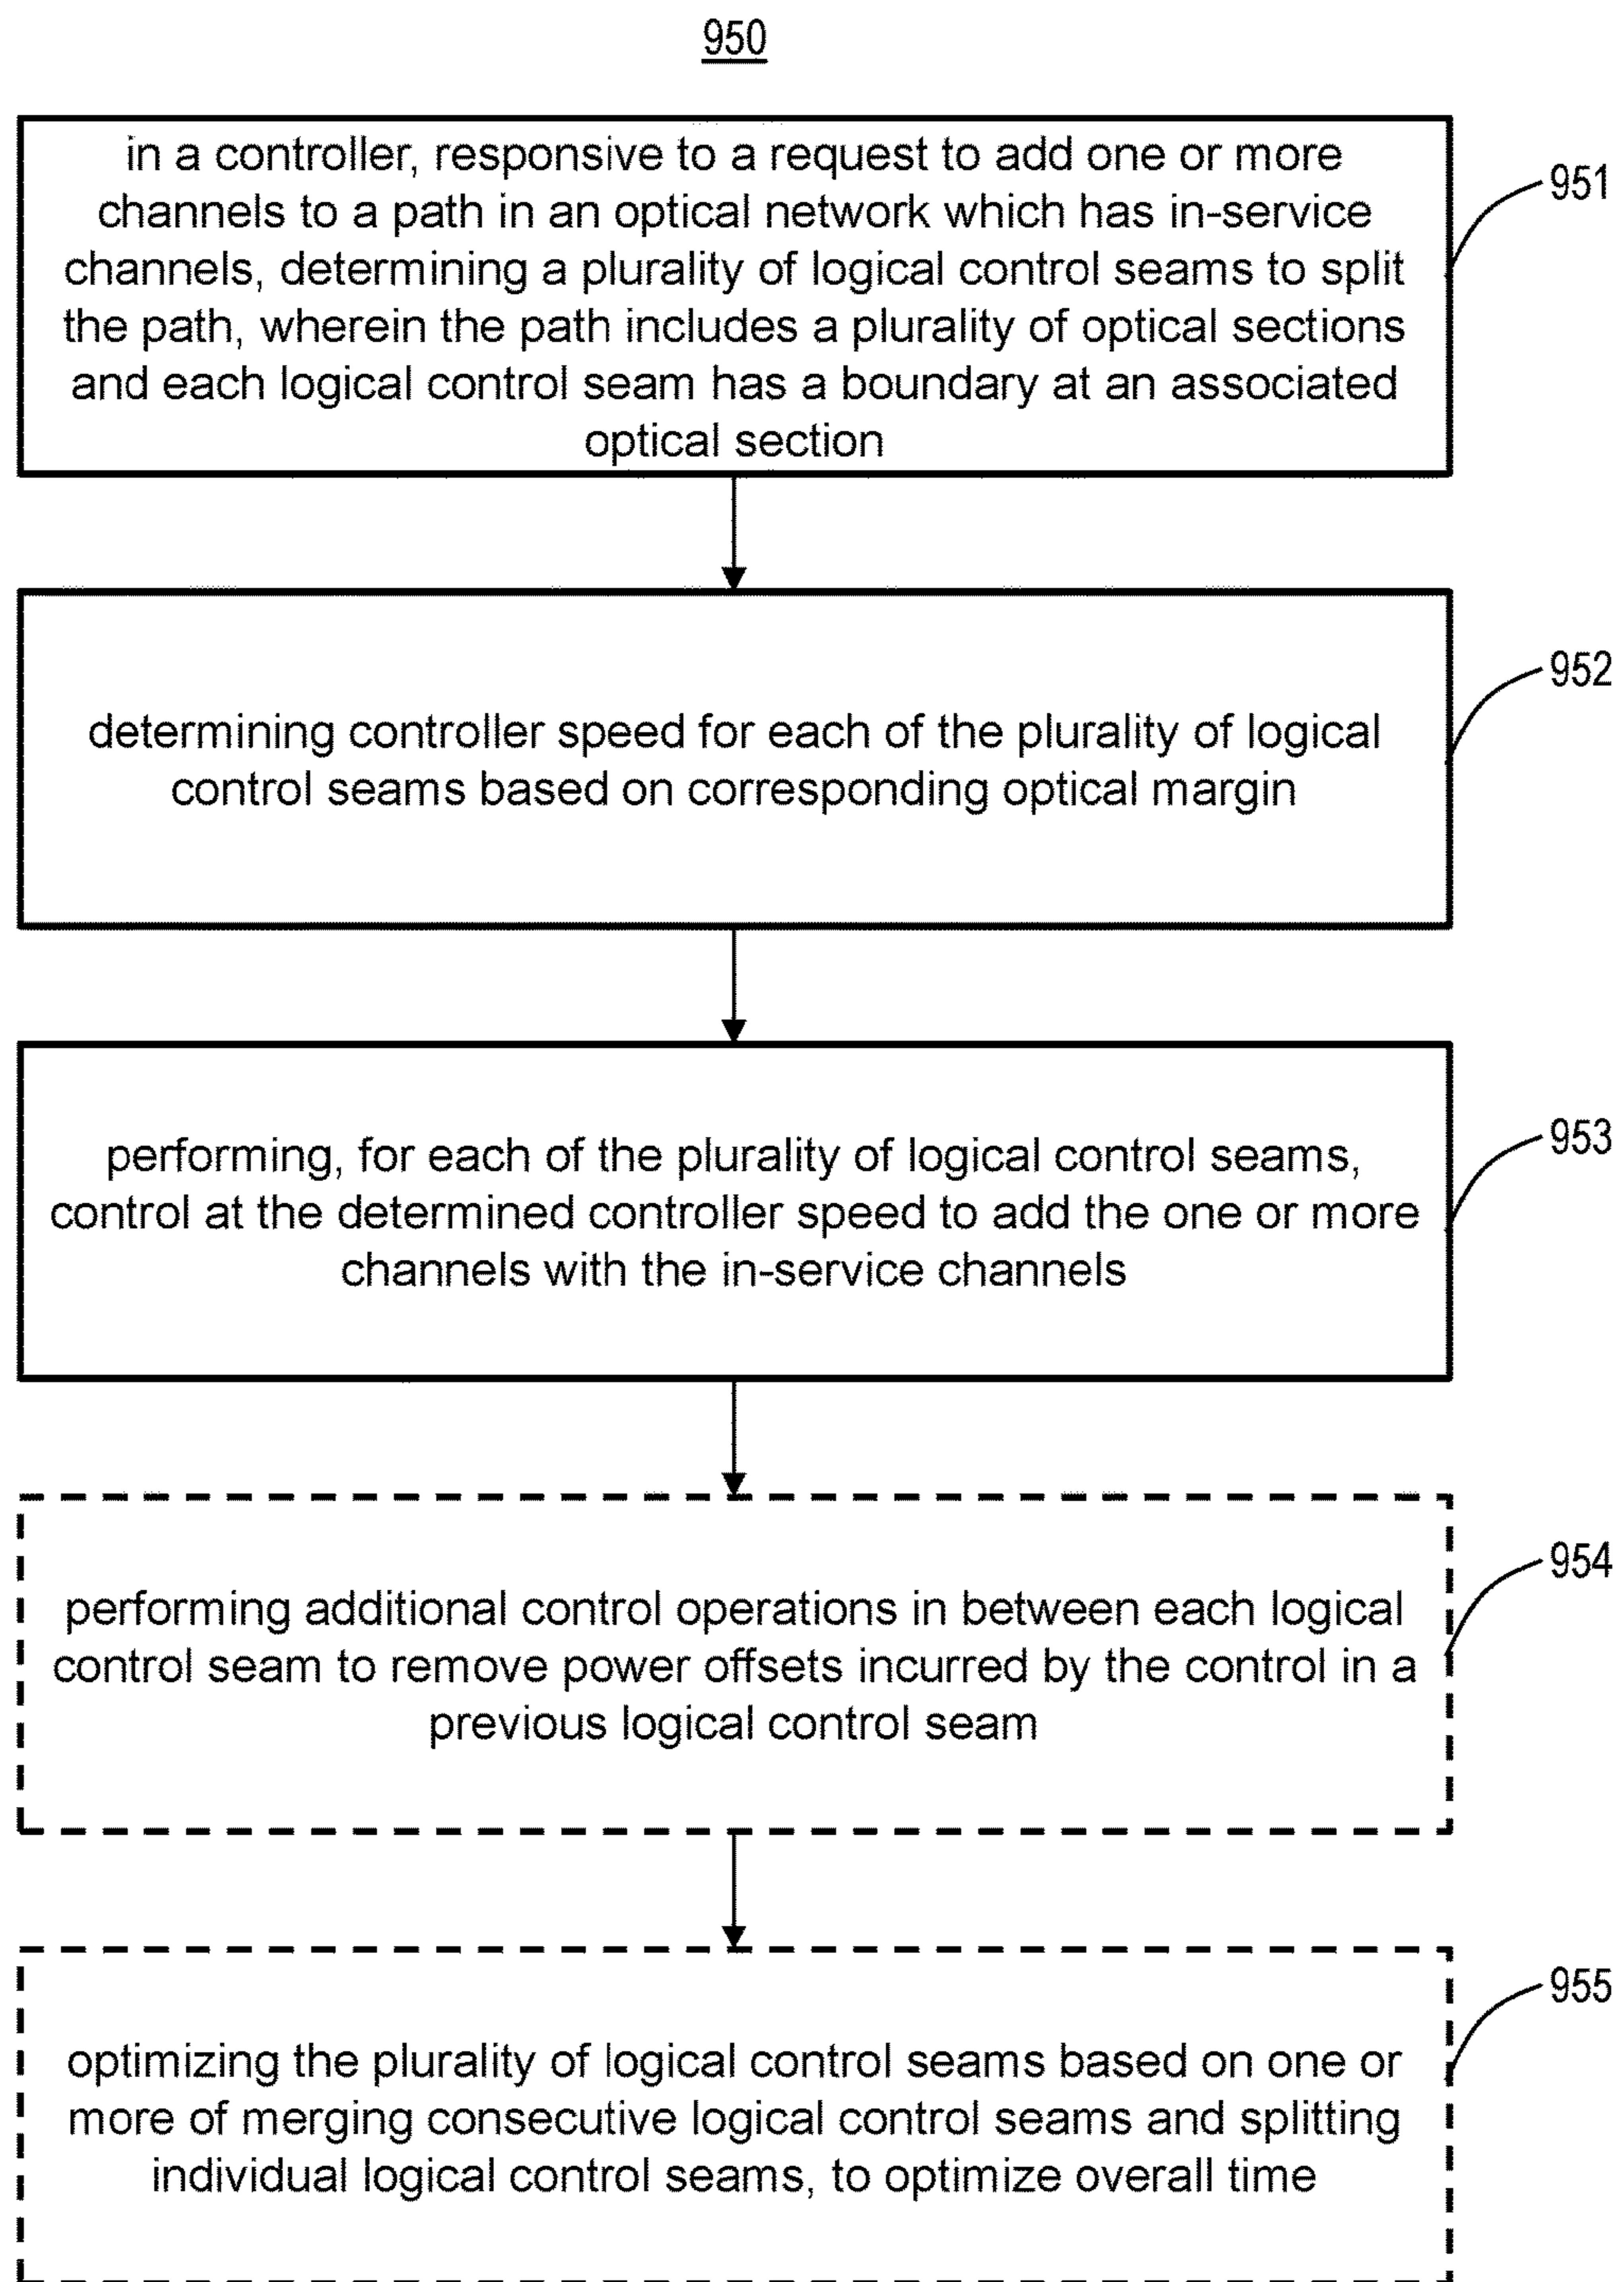 950
in a controller, responsive to a request to add one or more
channels to a path in an optical network which has in-service
channels, determining a plurality of logical control seams to split
the path, wherein the path includes a plurality of optical sections
and each logical control seam has a boundary at an associated
optical section
951
determining controller speed for each of the plurality of logical
control seams based on corresponding optical margin
952
performing, for each of the plurality of logical control seams,
control at the determined controller speed to add the one or more
channels with the in-service channels
953
performing additional control operations in between each logical
control seam to remove power offsets incurred by the control in a
previous logical control seam
954
optimizing the plurality of logical control seams based on one or
more of merging consecutive logical control seams and splitting
individual logical control seams, to optimize overall time
955